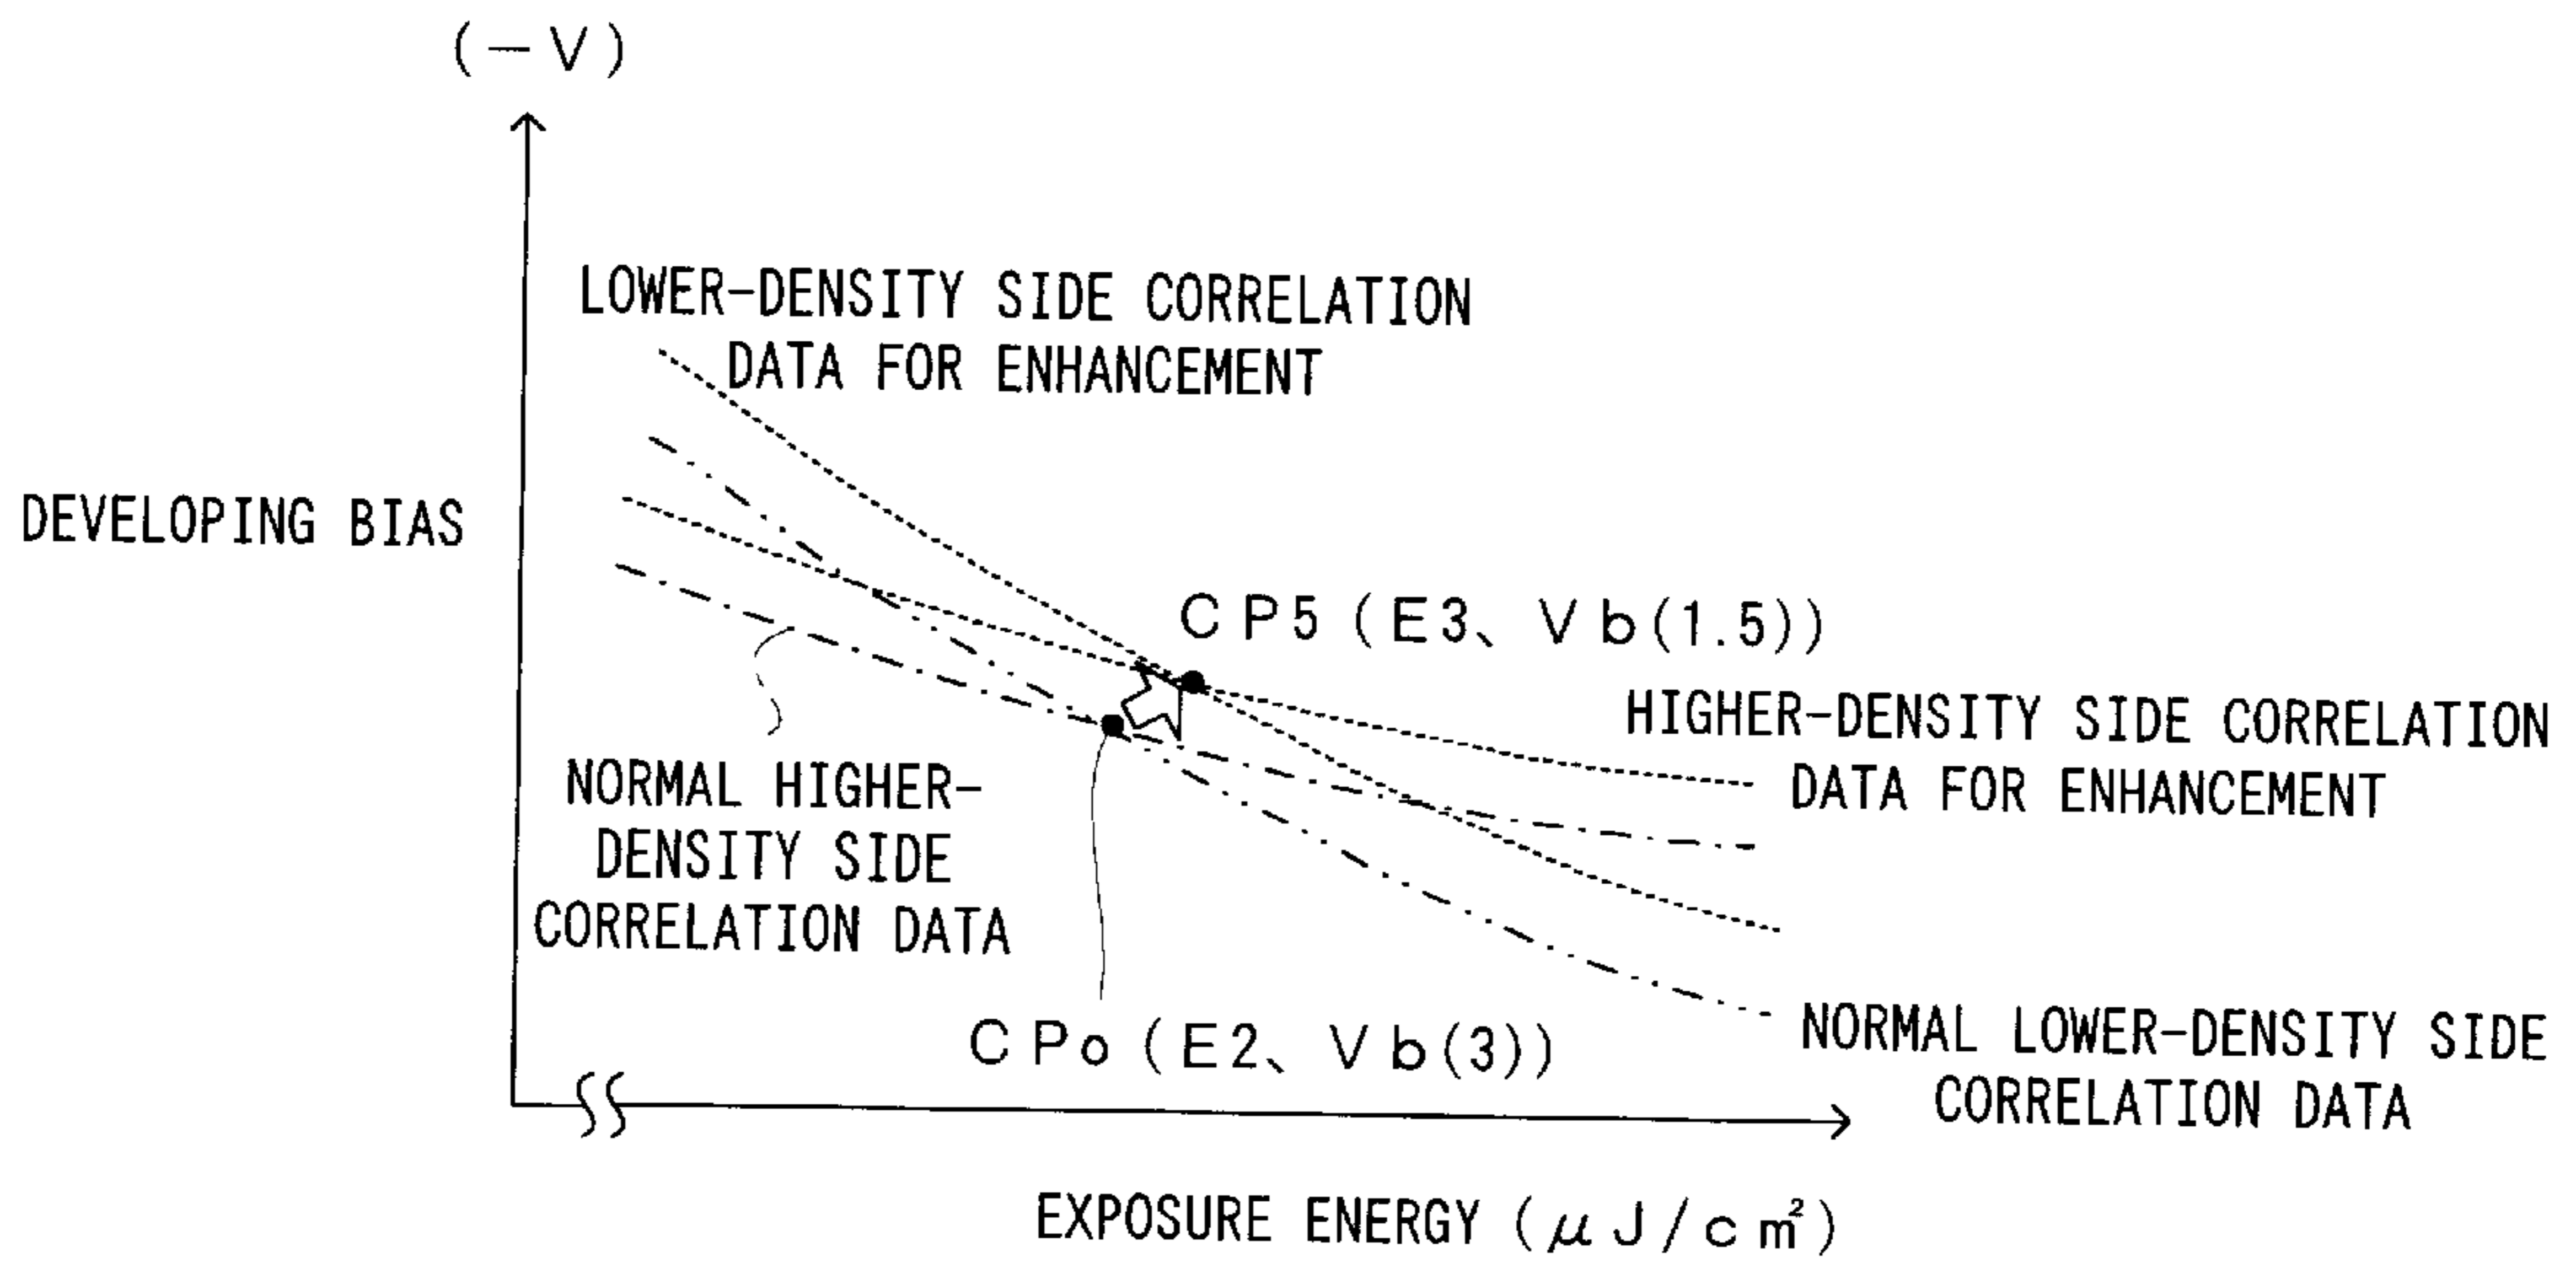 (−V)
LOWER-DENSITY SIDE CORRELATION
DATA FOR ENHANCEMENT
DEVELOPING BIAS
CP5(E3、Vb(1.5))
HIGHER-DENSITY SIDE CORRELATION
DATA FOR ENHANCEMENT
NORMAL HIGHER-
DENSITY SIDE
CORRELATION DATA
CPo(E2、Vb(3))
NORMAL LOWER-DENSITY SIDE
CORRELATION DATA
EXPOSURE ENERGY(μJ/cm²)